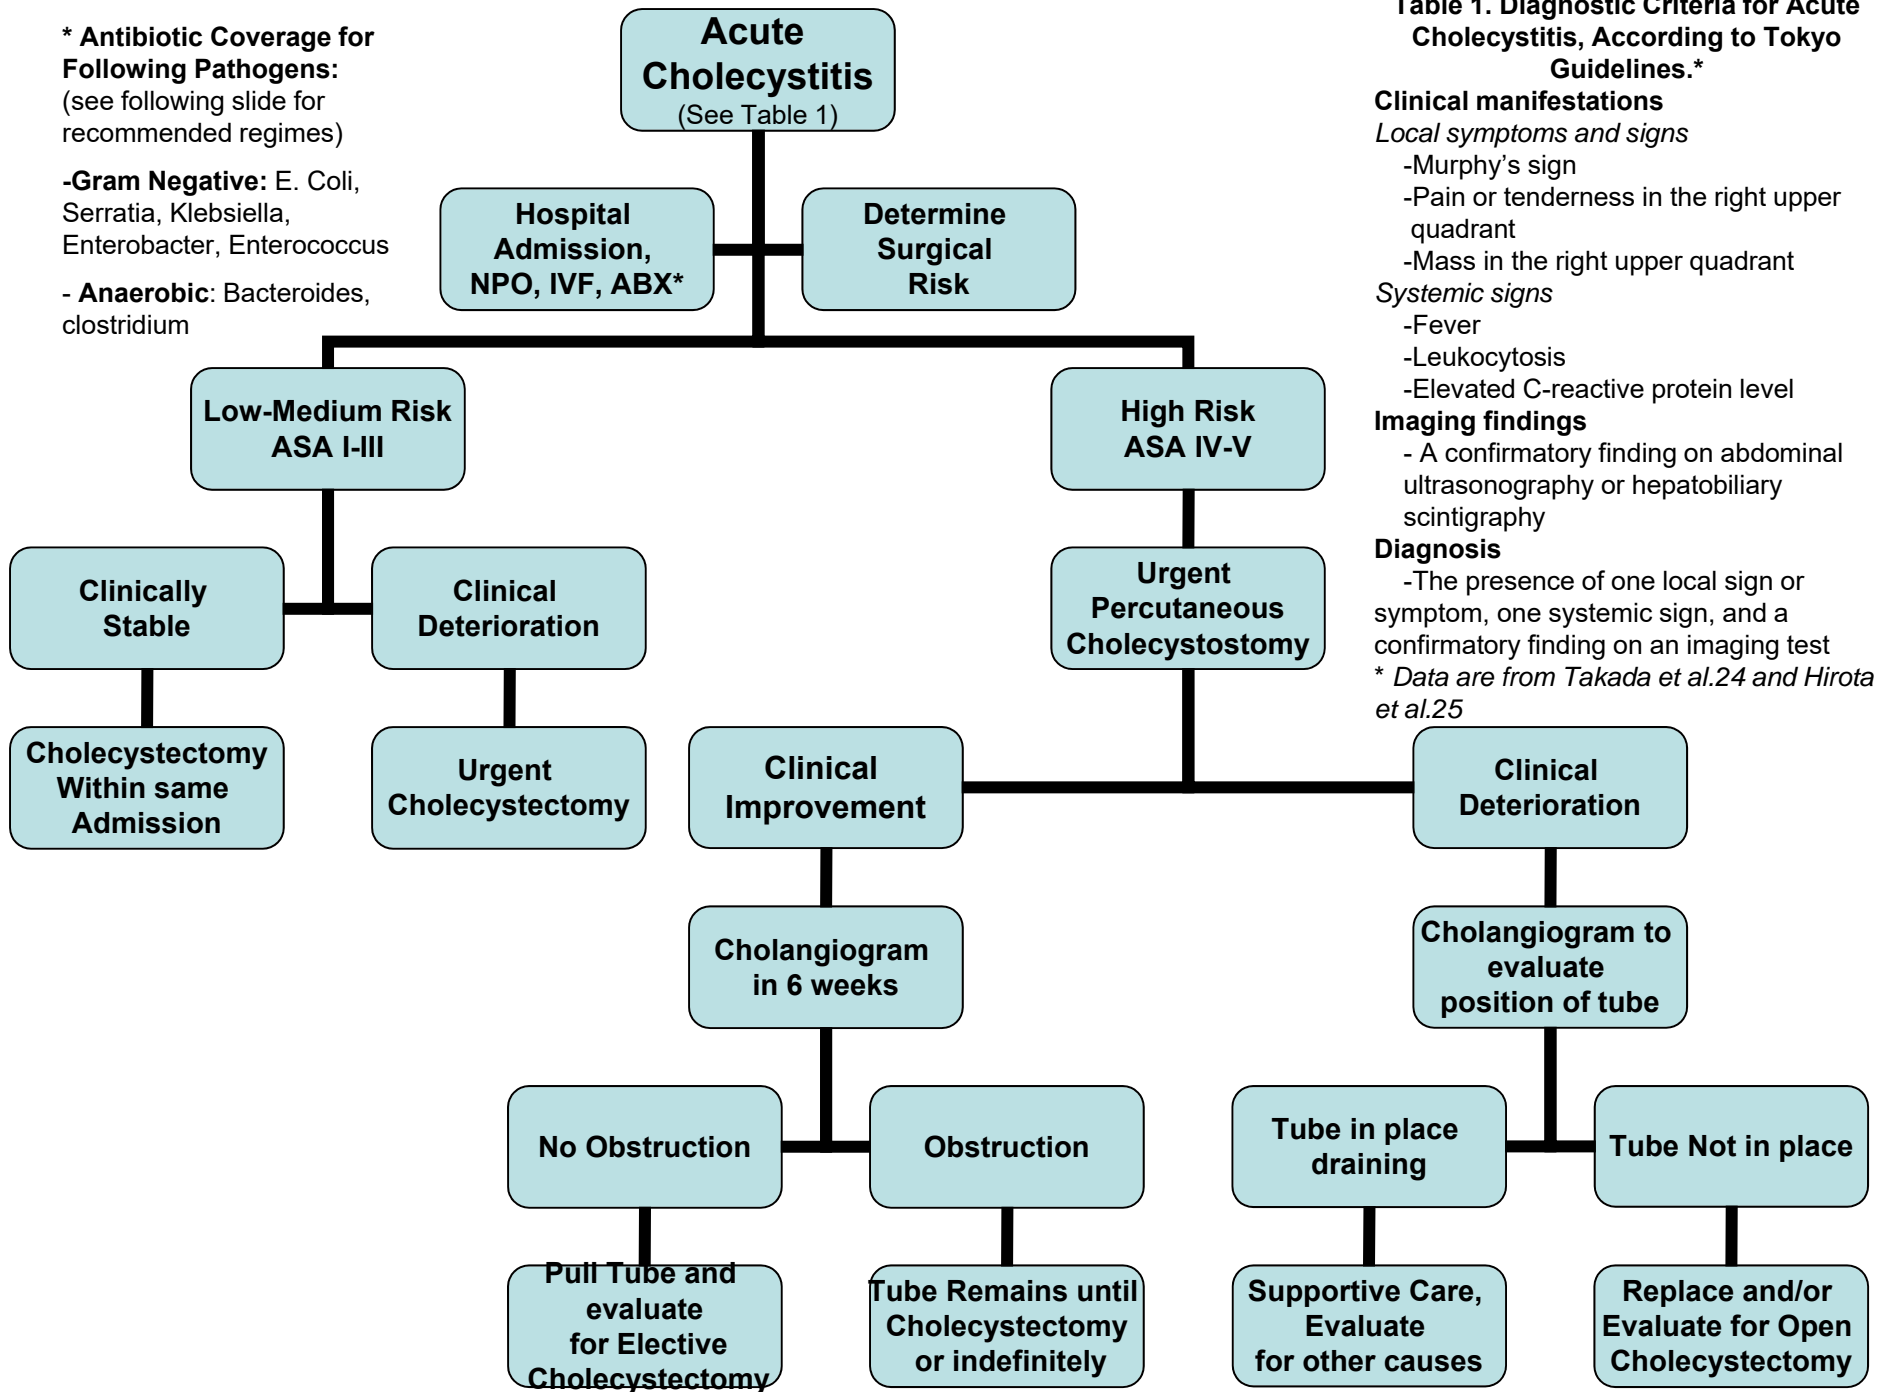 * Antibiotic Coverage for
Following Pathogens:
(see following slide for
recommended regimes)
-Gram Negative: E. Coli,
Serratia, Klebsiella,
Enterobacter, Enterococcus
- Anaerobic: Bacteroides,
clostridium
Acute
Cholecystitis
(See Table 1)
Table 1. Diagnostic Criteria for Acute
Cholecystitis, According to Tokyo
Guidelines.*
Clinical manifestations
Local symptoms and signs
-Murphy’s sign
-Pain or tenderness in the right upper
quadrant
-Mass in the right upper quadrant
Systemic signs
-Fever
-Leukocytosis
-Elevated C-reactive protein level
Imaging findings
- A confirmatory finding on abdominal
ultrasonography or hepatobiliary
scintigraphy
Diagnosis
-The presence of one local sign or
symptom, one systemic sign, and a
confirmatory finding on an imaging test
* Data are from Takada et al.24 and Hirota
et al.25
Hospital
Admission,
NPO, IVF, ABX*
Determine
Surgical
Risk
Low-Medium Risk
ASA I-III
High Risk
ASA IV-V
Clinically
Stable
Clinical
Deterioration
Urgent
Percutaneous
Cholecystostomy
Cholecystectomy
Within same
Admission
Urgent
Cholecystectomy
Clinical
Improvement
Clinical
Deterioration
Cholangiogram
in 6 weeks
Cholangiogram to
evaluate
position of tube
No Obstruction
Obstruction
Tube in place
draining
Tube Not in place
Pull Tube and
evaluate
for Elective
Cholecystectomy
Tube Remains until
Cholecystectomy
or indefinitely
Supportive Care,
Evaluate
for other causes
Replace and/or
Evaluate for Open
Cholecystectomy